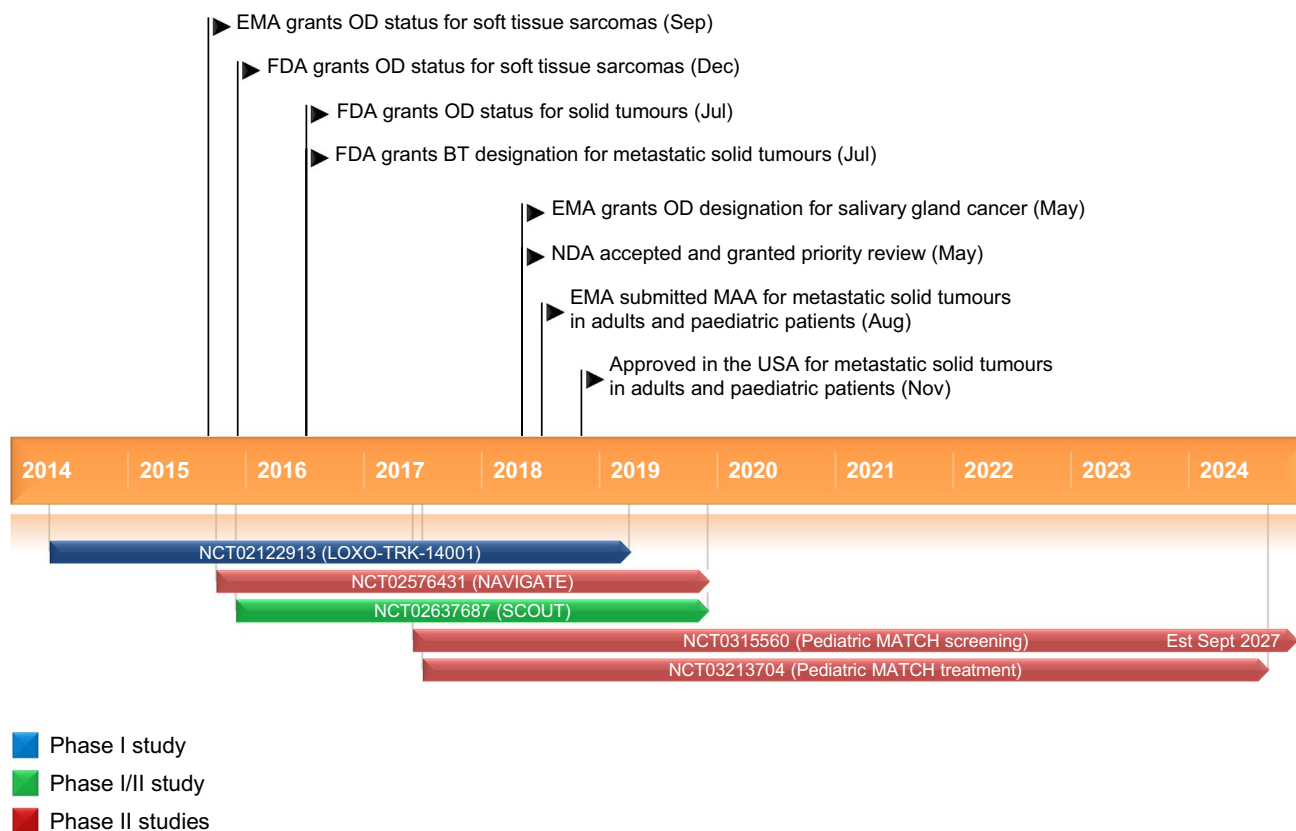 EMA grants OD status for soft tissue sarcomas (Sep)
FDA grants OD status for soft tissue sarcomas (Dec)
FDA grants OD status for solid tumours (Jul)
FDA grants BT designation for metastatic solid tumours (Jul)
EMA grants OD designation for salivary gland cancer (May)
NDA accepted and granted priority review (May)
EMA submitted MAA for metastatic solid tumours
in adults and paediatric patients (Aug)
Approved in the USA for metastatic solid tumours
in adults and paediatric patients (Nov)
2014 2015 2016 2017 2018 2019 2020 2021 2022 2023 2024
NCT02122913 (LOXO-TRK-14001)
NCT02576431 (NAVIGATE)
NCT02637687 (SCOUT)
NCT0315560 (Pediatric MATCH screening) Est Sept 2027
NCT03213704 (Pediatric MATCH treatment)
Phase I study
Phase I/II study
Phase II studies